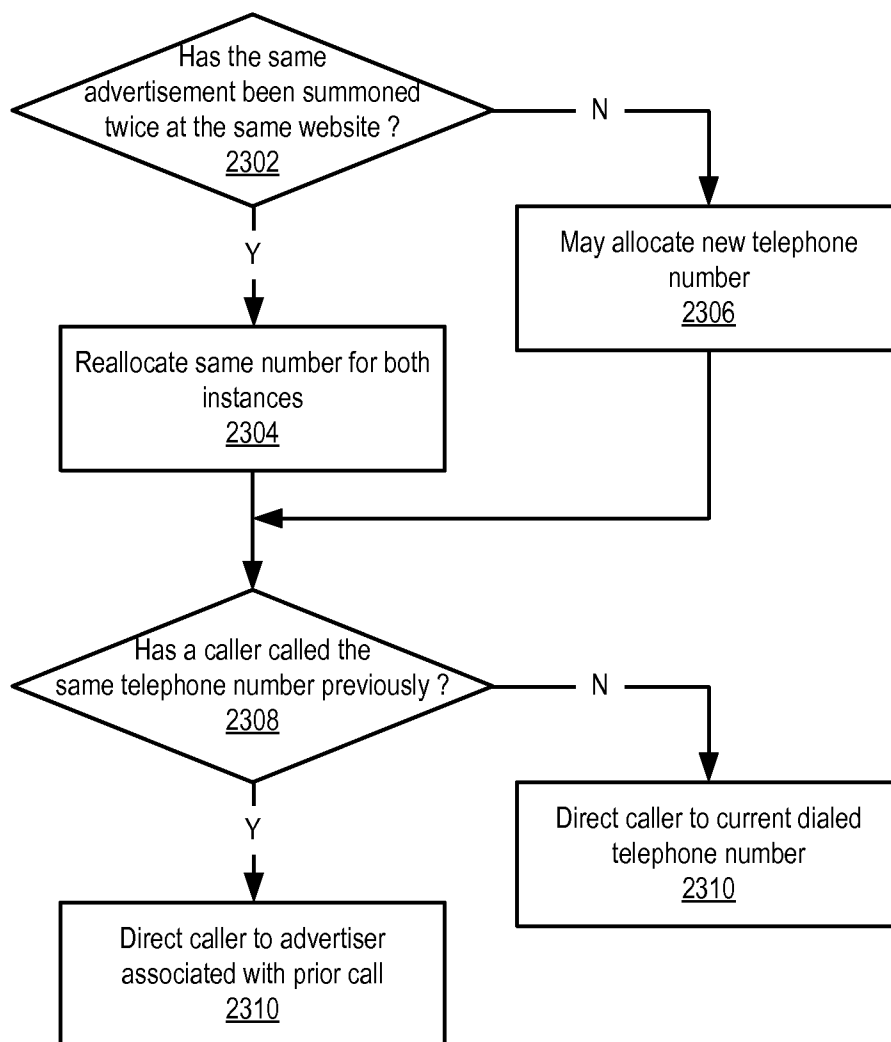 Has the same
advertisement been summoned
twice at the same website ?
2302
N
Y
May allocate new telephone
number
2306
Reallocate same number for both
instances
2304
Has a caller called the
same telephone number previously ?
2308
N
Y
Direct caller to current dialed
telephone number
2310
Direct caller to advertiser
associated with prior call
2310